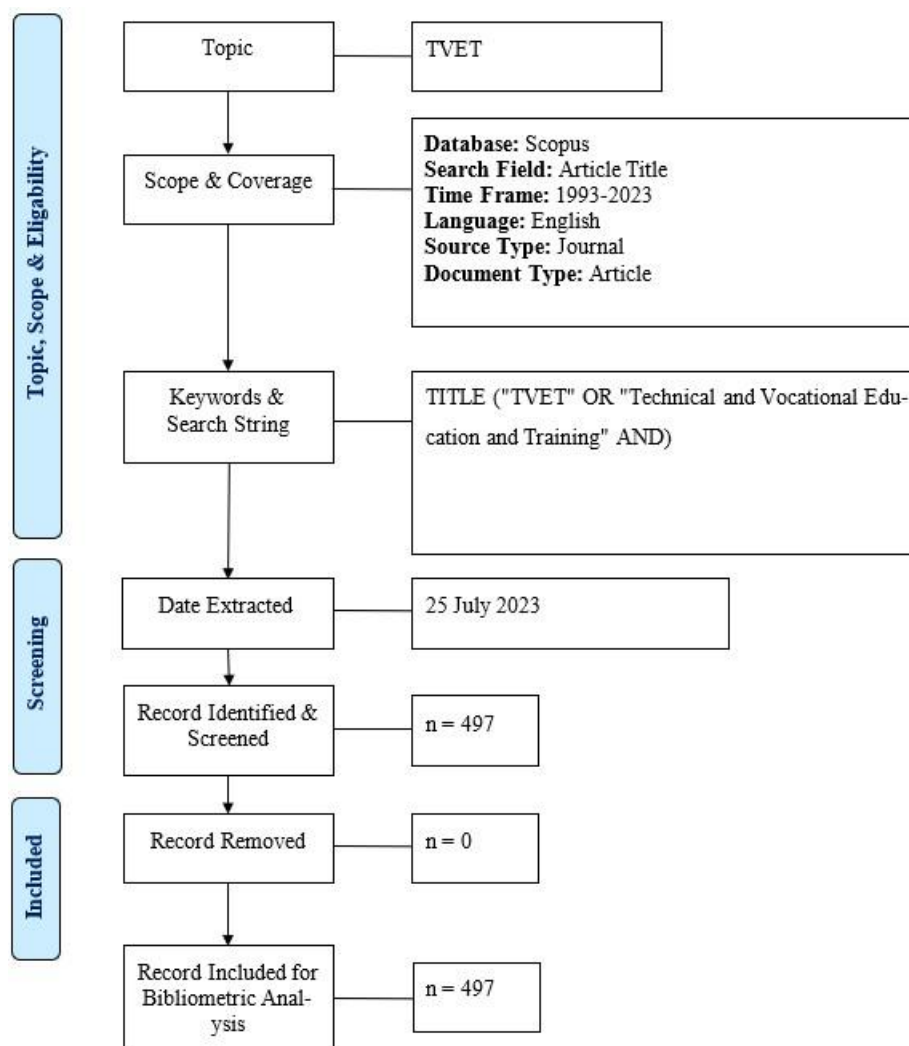 Topic, Scope & Eligability
Topic
TVET
Scope & Coverage
Database: Scopus
Search Field: Article Title
Time Frame: 1993-2023
Language: English
Source Type: Journal
Document Type: Article
Keywords &
Search String
TITLE ("TVET" OR "Technical and Vocational Edu-
cation and Training" AND)
Screening
Date Extracted
25 July 2023
Record Identified &
Screened
n = 497
Included
Record Removed
n = 0
Record Included for
Bibliometric Anal-
ysis
n = 497